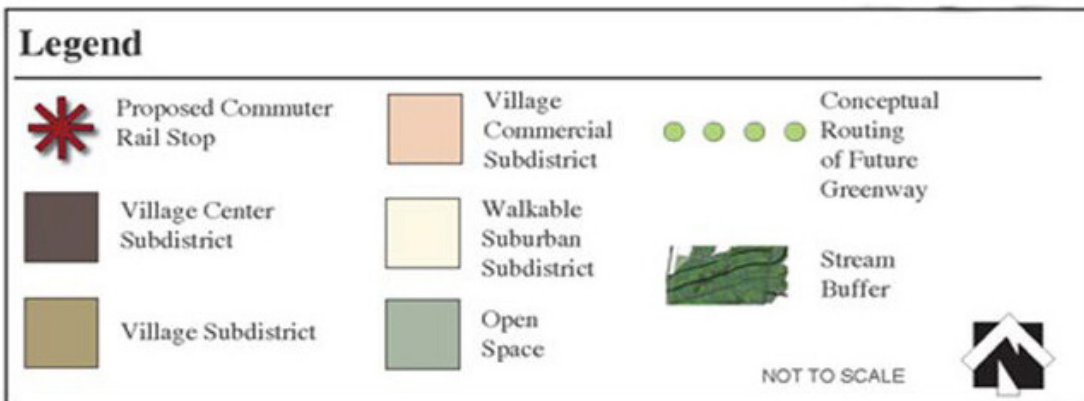 Legend
Proposed Commuter
Rail Stop
Village Center
Subdistrict
Village Subdistrict
Village
Commercial
Subdistrict
Walkable
Suburban
Subdistrict
Open
Space
Conceptual
Routing
of Future
Greenway
Stream
Buffer
NOT TO SCALE